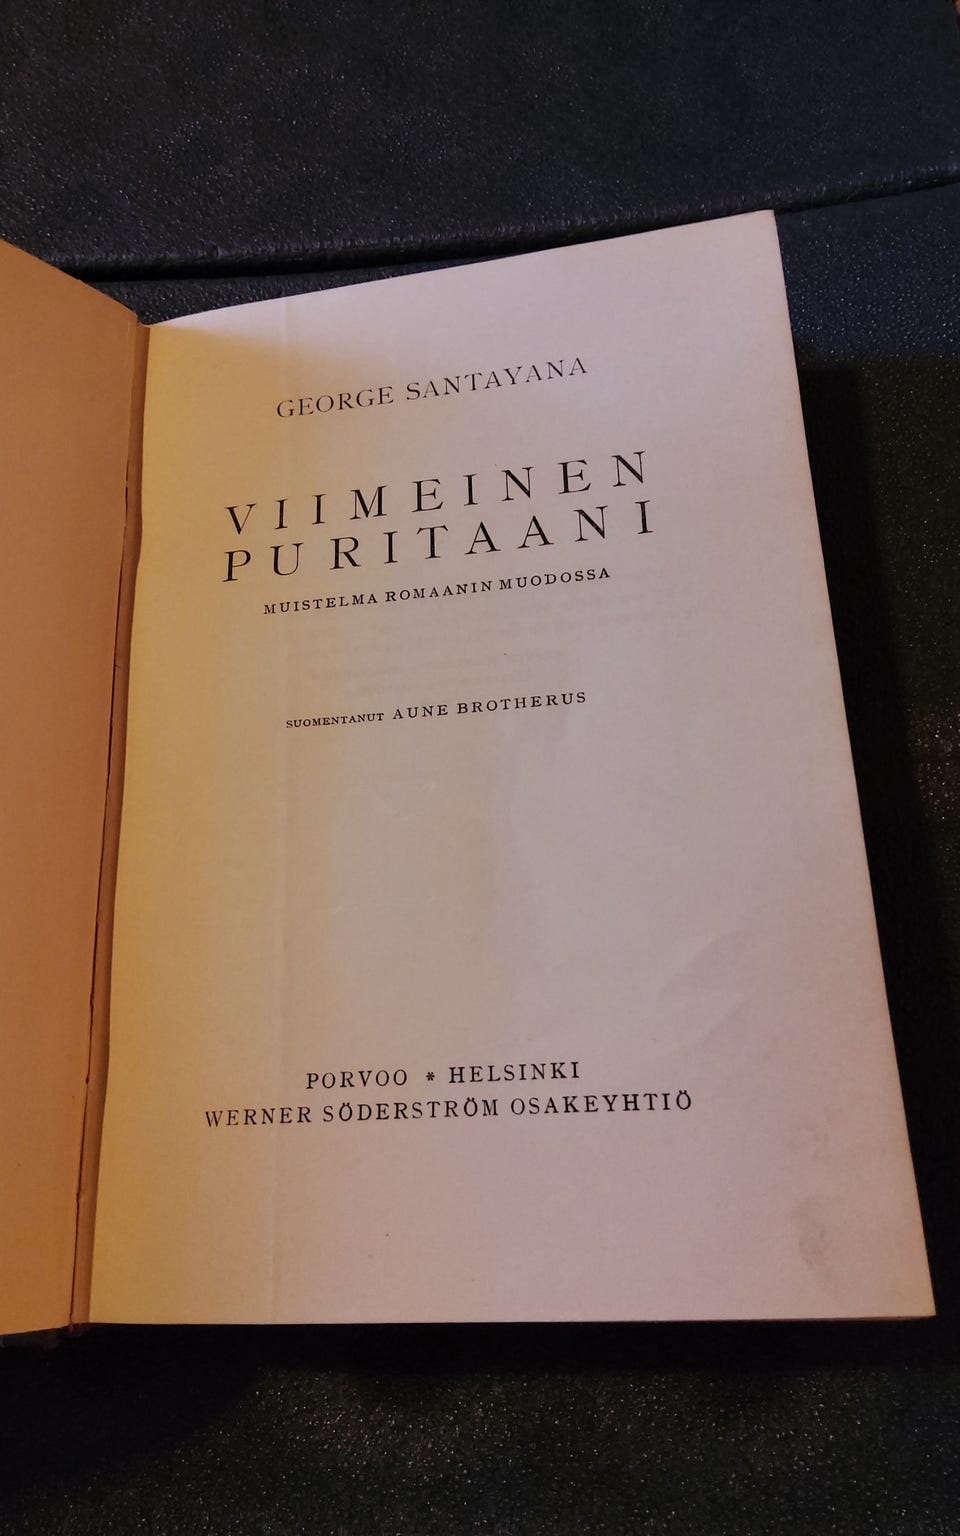 GEORGE SANTAYANA
VIIMEINEN
PURITAANI
MUISTELMA ROMAANIN MUODOSSA
SUOMENTANUT AUNE BROTHERUS
PORVOO * HELSINKI
WERNER SÖDERSTRÖM OSAKEYHTIÖ